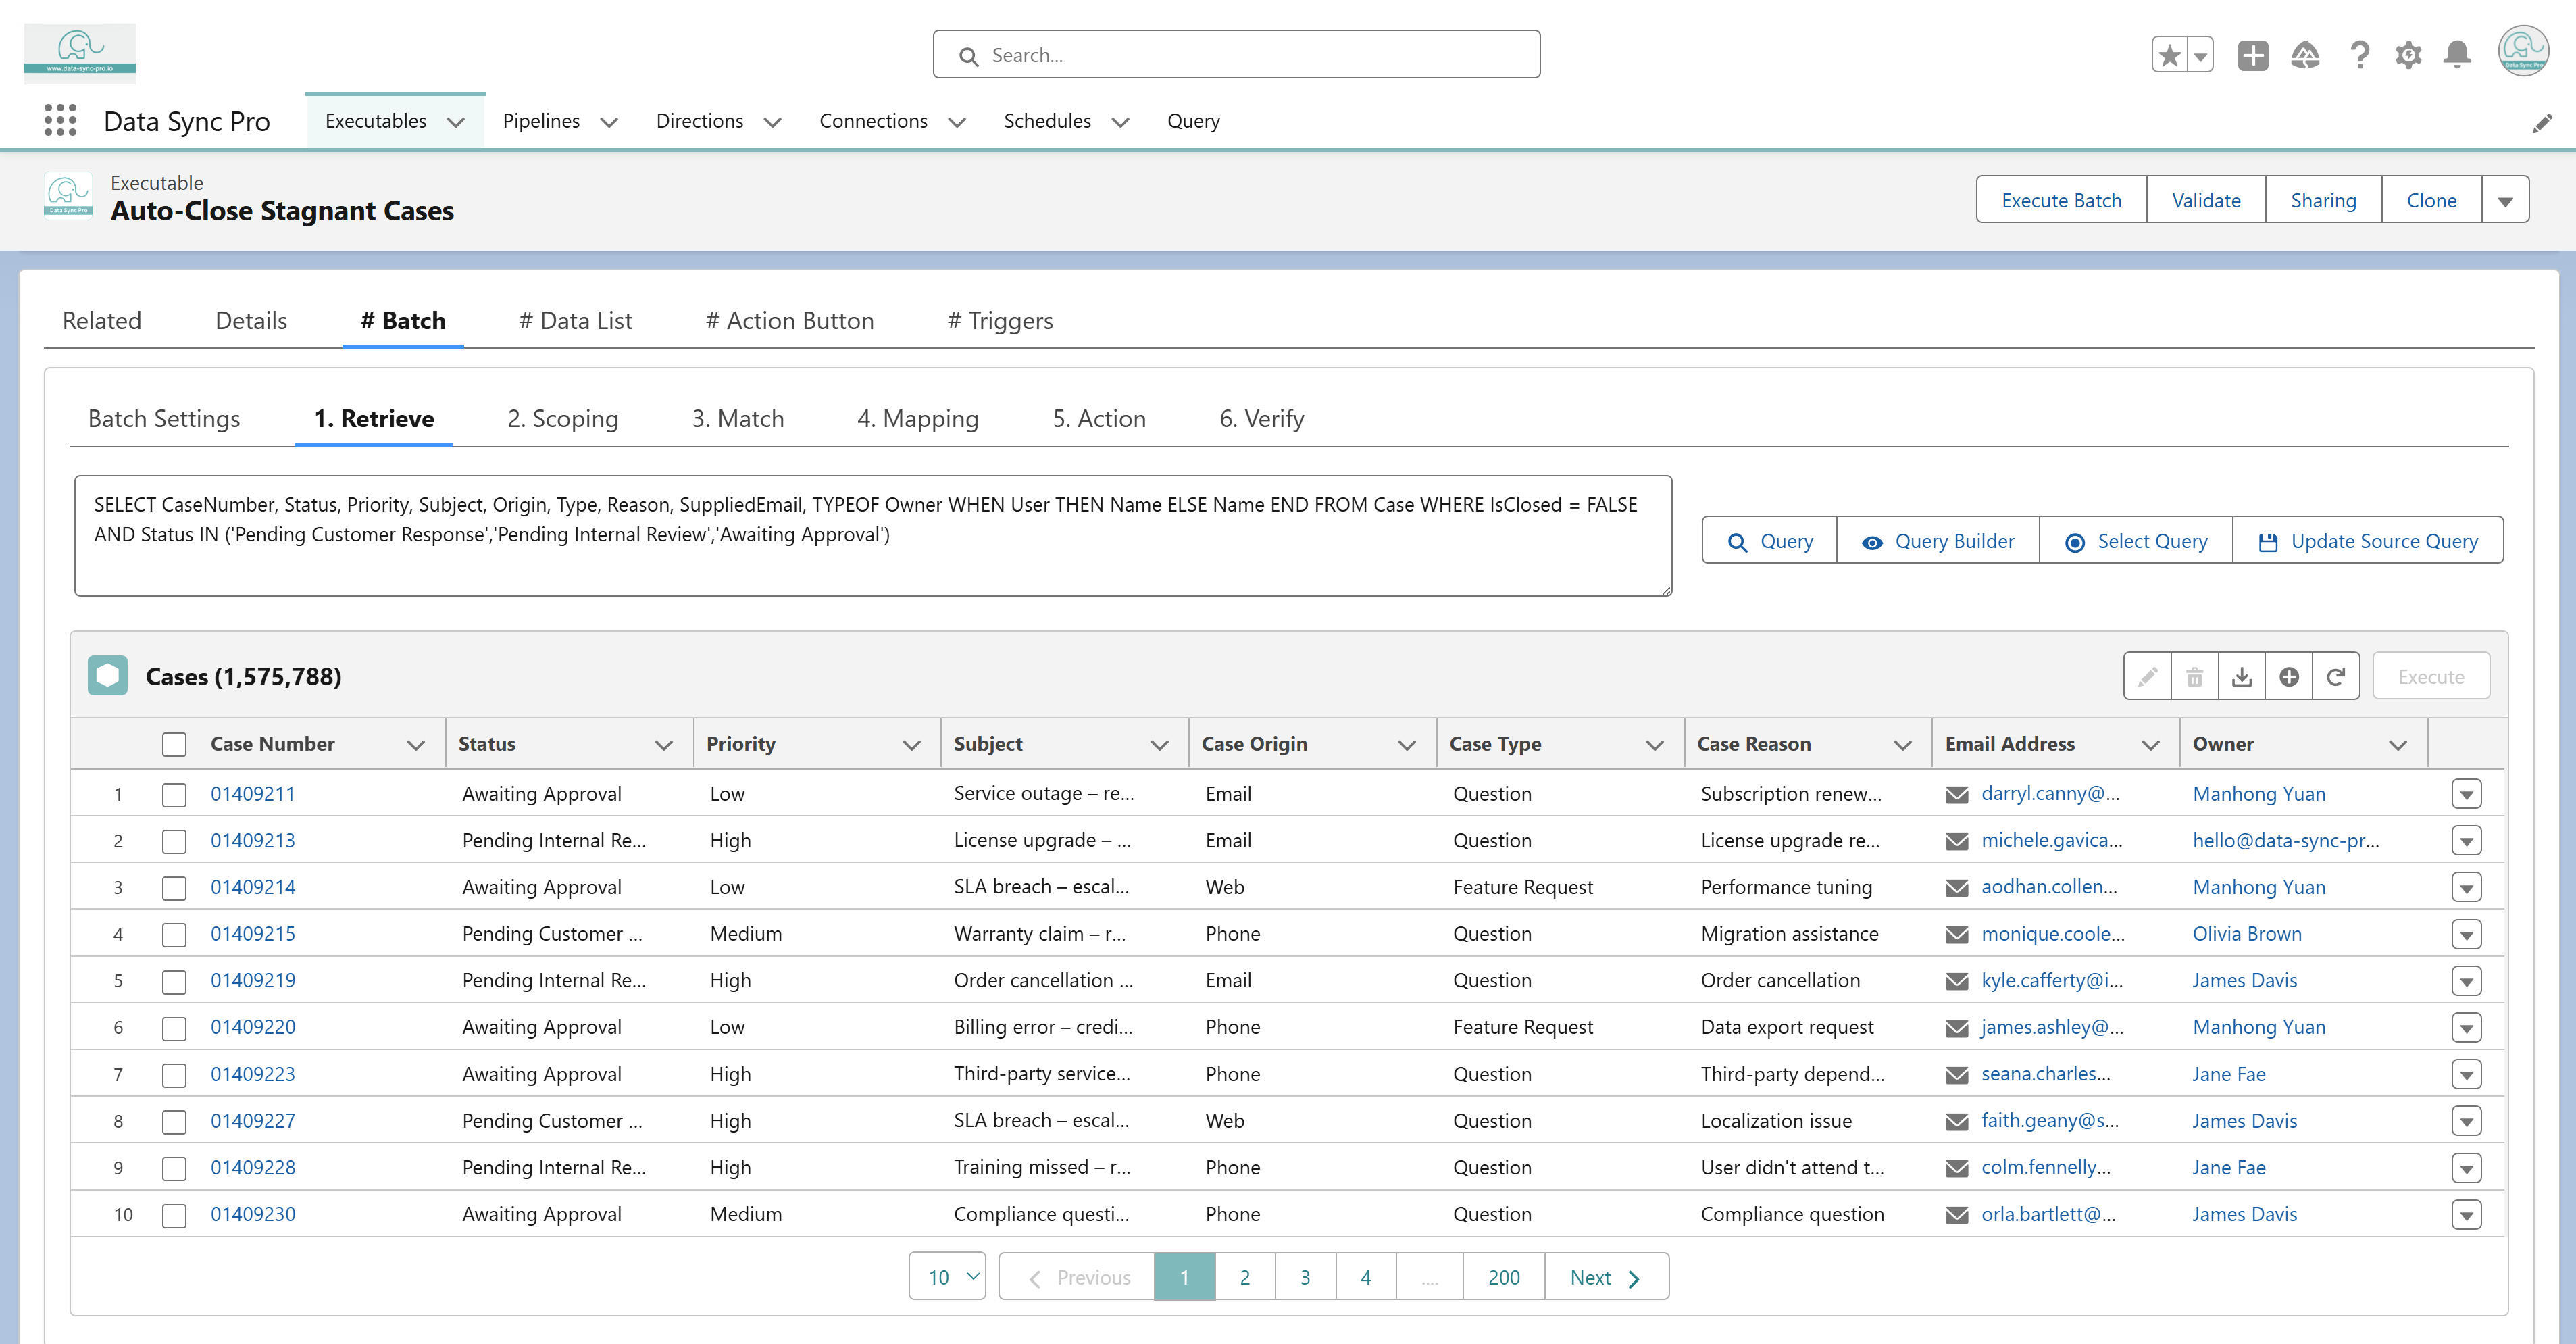 www.data-sync-pro.io
Search...
Data Sync Pro
Data Sync Pro Executables Pipelines Directions Connections Schedules Query
Data Sync Pro
Executable
Auto-Close Stagnant Cases
Execute Batch Validate Sharing Clone
Related Details # Batch # Data List # Action Button # Triggers
Batch Settings 1. Retrieve 2. Scoping 3. Match 4. Mapping 5. Action 6. Verify
SELECT CaseNumber, Status, Priority, Subject, Origin, Type, Reason, SuppliedEmail, TYPEOF Owner WHEN User THEN Name ELSE Name END FROM Case WHERE IsClosed = FALSE
AND Status IN ('Pending Customer Response','Pending Internal Review','Awaiting Approval')
Query Query Builder Select Query Update Source Query
Cases (1,575,788) Execute
Case Number Status Priority Subject Case Origin Case Type Case Reason Email Address Owner
1 01409211 Awaiting Approval Low Service outage – re... Email Question Subscription renew... darryl.canny@... Manhong Yuan
2 01409213 Pending Internal Re... High License upgrade – ... Email Question License upgrade re... michele.gavica... hello@data-sync-pr...
3 01409214 Awaiting Approval Low SLA breach – escal... Web Feature Request Performance tuning aodhan.collen... Manhong Yuan
4 01409215 Pending Customer ... Medium Warranty claim – r... Phone Question Migration assistance monique.coole... Olivia Brown
5 01409219 Pending Internal Re... High Order cancellation ... Email Question Order cancellation kyle.cafferty@i... James Davis
6 01409220 Awaiting Approval Low Billing error – credi... Phone Feature Request Data export request james.ashley@... Manhong Yuan
7 01409223 Awaiting Approval High Third-party service... Phone Question Third-party depend... seana.charles... Jane Fae
8 01409227 Pending Customer ... High SLA breach – escal... Web Question Localization issue faith.geany@s... James Davis
9 01409228 Pending Internal Re... High Training missed – r... Phone Question User didn't attend t... colm.fennelly... Jane Fae
10 01409230 Awaiting Approval Medium Compliance questi... Phone Question Compliance question orla.bartlett@... James Davis
10 Previous 1 2 3 4 .... 200 Next